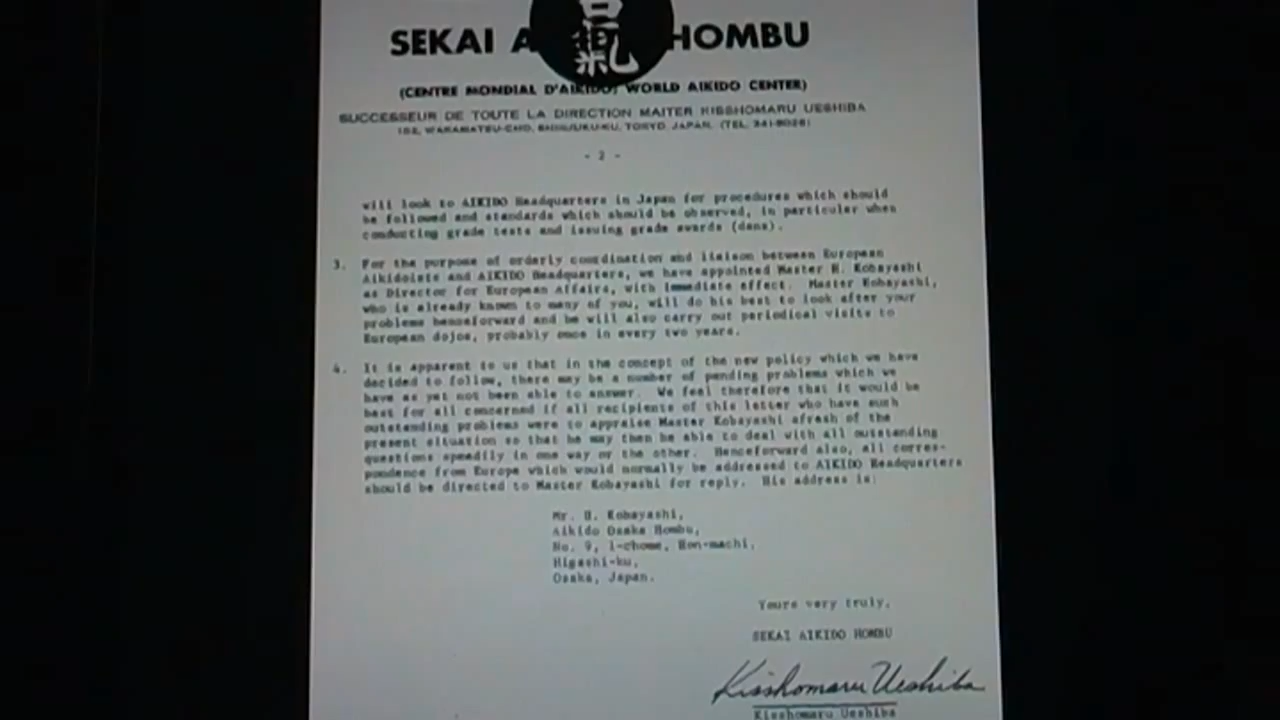 SEKAI AIKIDO HOMBU
(CENTRE MONDIAL D'AIKIDO, WORLD AIKIDO CENTER)
SUCCESSEUR DE TOUTE LA DIRECTION MAITER KISSHOMARU UESHIBA
102, WAKAMATSU-CHO, SHINJUKU-KU, TOKYO JAPAN. (TEL. 341-9028)
- 2 -
will look to AIKIDO Headquarters in Japan for procedures which should
be followed and standards which should be observed, in particular when
conducting grade tests and issuing grade awards (dans).
3. For the purpose of orderly coordination and liaison between European
Aikidoists and AIKIDO Headquarters, we have appointed Master H. Kobayashi
as Director for European Affairs, with immediate effect. Master Kobayashi,
who is already known to many of you, will do his best to look after your
problems henceforward and he will also carry out periodical visits to
European dojos, probably once in every two years.
4. It is apparent to us that in the concept of the new policy which we have
decided to follow, there may be a number of pending problems which we
have as yet not been able to answer. We feel therefore that it would be
best for all concerned if all recipients of this letter who have such
outstanding problems were to appraise Master Kobayashi afresh of the
present situation so that he may then be able to deal with all outstanding
questions speedily in one way or the other. Henceforward also, all corres-
pondence from Europe which would normally be addressed to AIKIDO Headquarters
should be directed to Master Kobayashi for reply. His address is:
Mr. H. Kobayashi,
Aikido Osaka Hombu,
No. 9, 1-chome, Hon-machi,
Higashi-ku,
Osaka, Japan.
Yours very truly,
SEKAI AIKIDO HOMBU
Kisshomaru Ueshiba
Kisshomaru Ueshiba